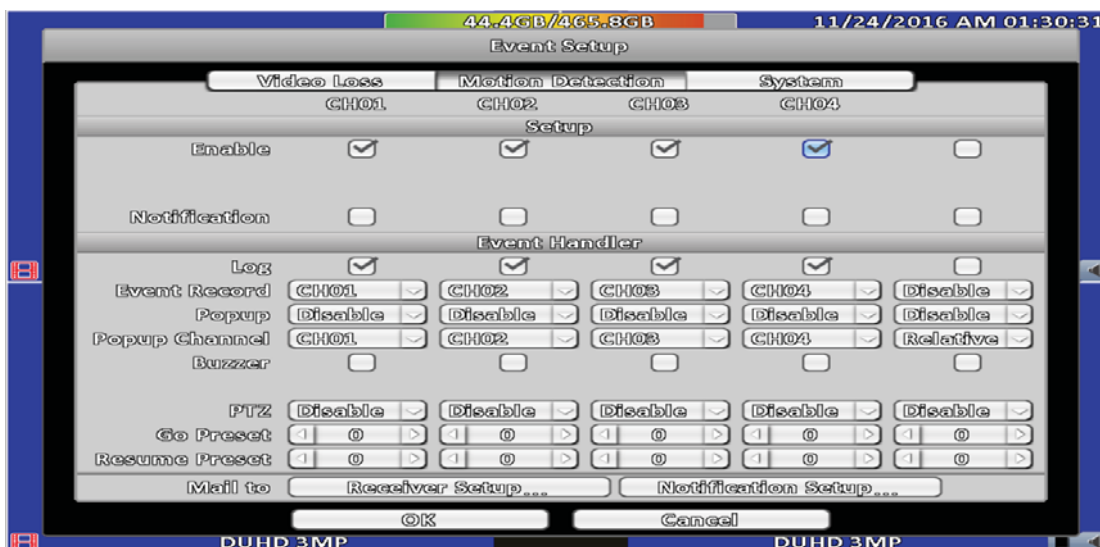 44.4GB/465.8GB 11/24/2016 AM 01:30:31
Event Setup
Video Loss Motion Detection System
CH01 CH02 CH03 CH04
Setup
Enable
Notification
Event Handler
Log
Event Record CH01 CH02 CH03 CH04 Disable
Popup Disable Disable Disable Disable Disable
Popup Channel CH01 CH02 CH03 CH04 Relative
Buzzer
PTZ Disable Disable Disable Disable Disable
Go Preset 0 0 0 0 0
Resume Preset 0 0 0 0 0
Mail to Receiver Setup... Notification Setup...
OK Cancel
DUHD 3MP DUHD 3MP